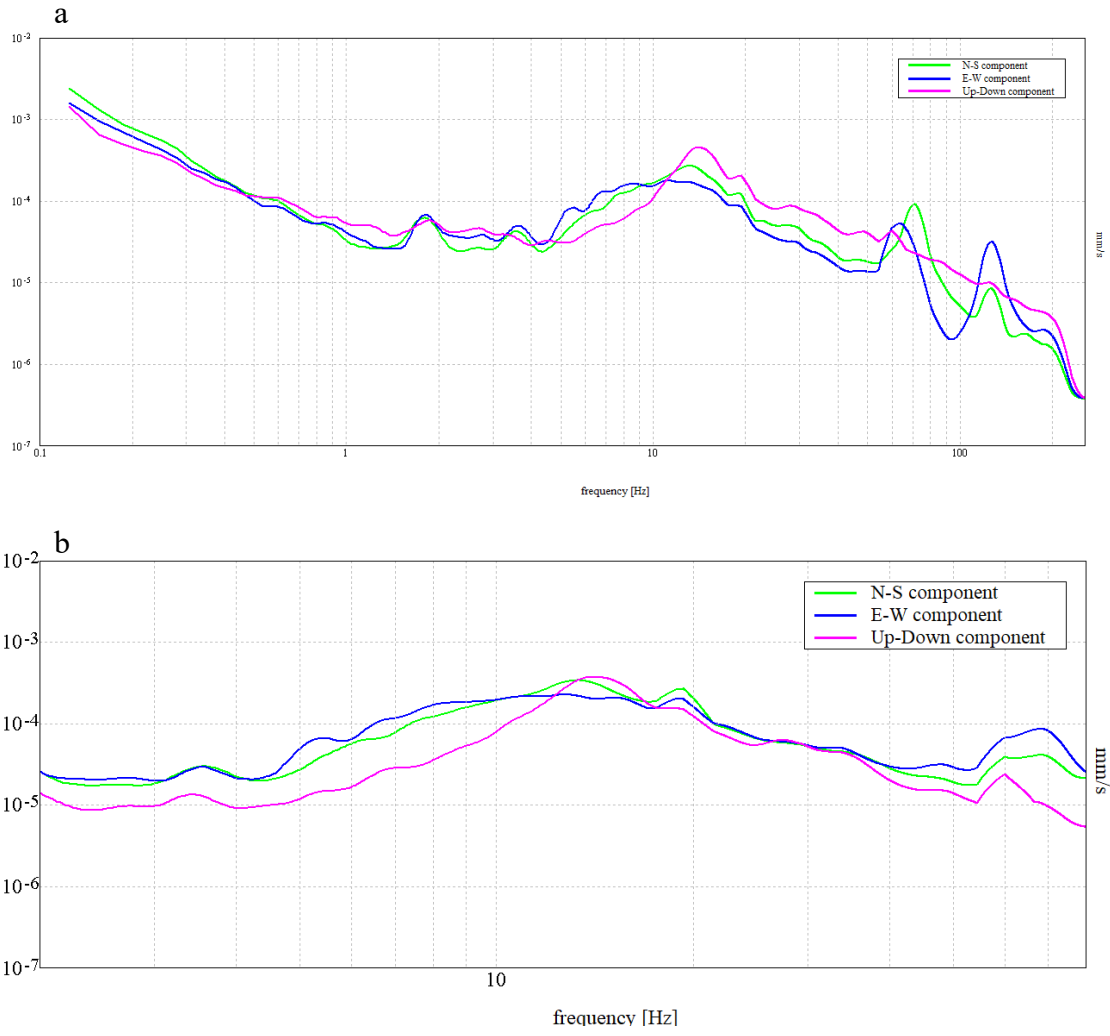 a
10-2
N-S component
E-W component
Up-Down component
10-3
10-4
mm/s
10-5
10-6
10-7
0.1 1 10 100
frequency [Hz]
b
10-2
N-S component
E-W component
Up-Down component
10-3
10-4
mm/s
10-5
10-6
10-7
10
frequency [Hz]